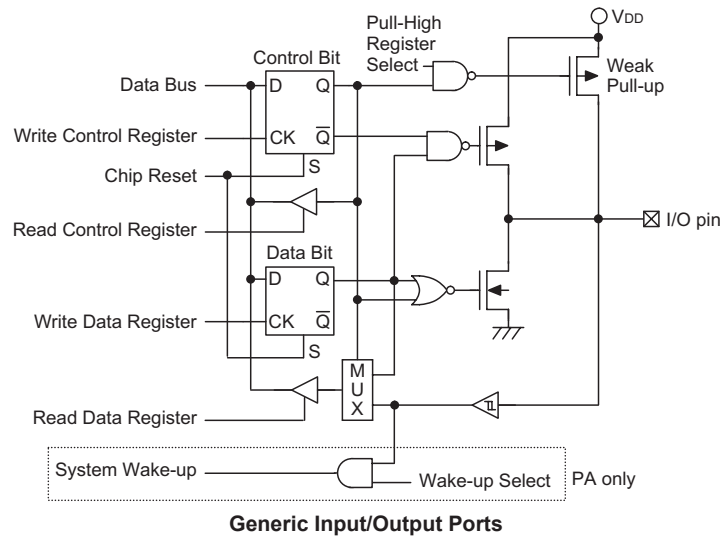 VDD
Pull-High
Register
Select
Control Bit
Weak
Pull-up
Data Bus
D
Q
Write Control Register
CK
Q
S
Chip Reset
I/O pin
Read Control Register
Data Bit
D
Q
Write Data Register
CK
Q
S
M
U
X
Read Data Register
System Wake-up
Wake-up Select
PA only
Generic Input/Output Ports